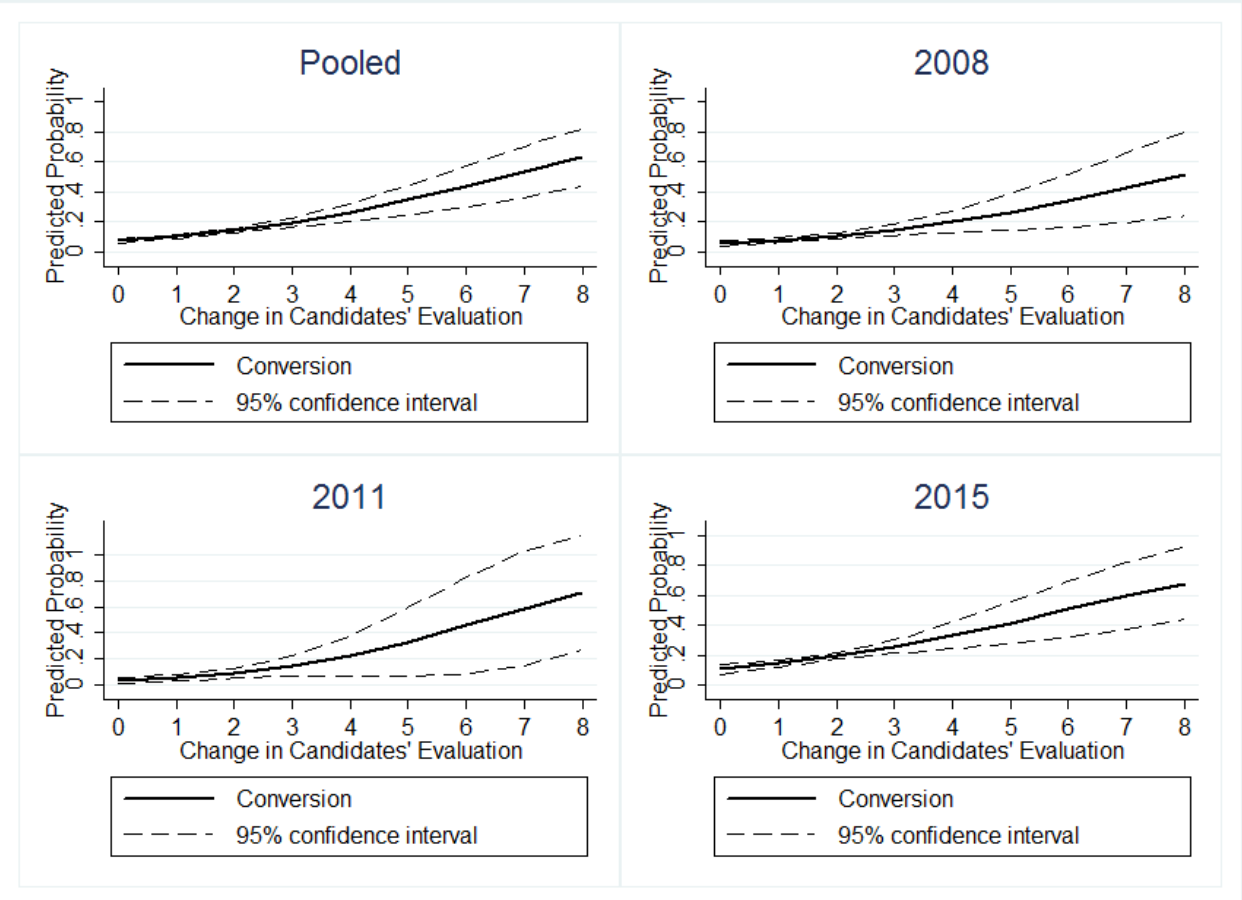 Pooled
Predicted Probability
0 .2 .4 .6 .8 1
0 1 2 3 4 5 6 7 8
Change in Candidates' Evaluation
Conversion
95% confidence interval
2008
Predicted Probability
0 .2 .4 .6 .8 1
0 1 2 3 4 5 6 7 8
Change in Candidates' Evaluation
Conversion
95% confidence interval
2011
Predicted Probability
0 .2 .4 .6 .8 1
0 1 2 3 4 5 6 7 8
Change in Candidates' Evaluation
Conversion
95% confidence interval
2015
Predicted Probability
0 .2 .4 .6 .8 1
0 1 2 3 4 5 6 7 8
Change in Candidates' Evaluation
Conversion
95% confidence interval